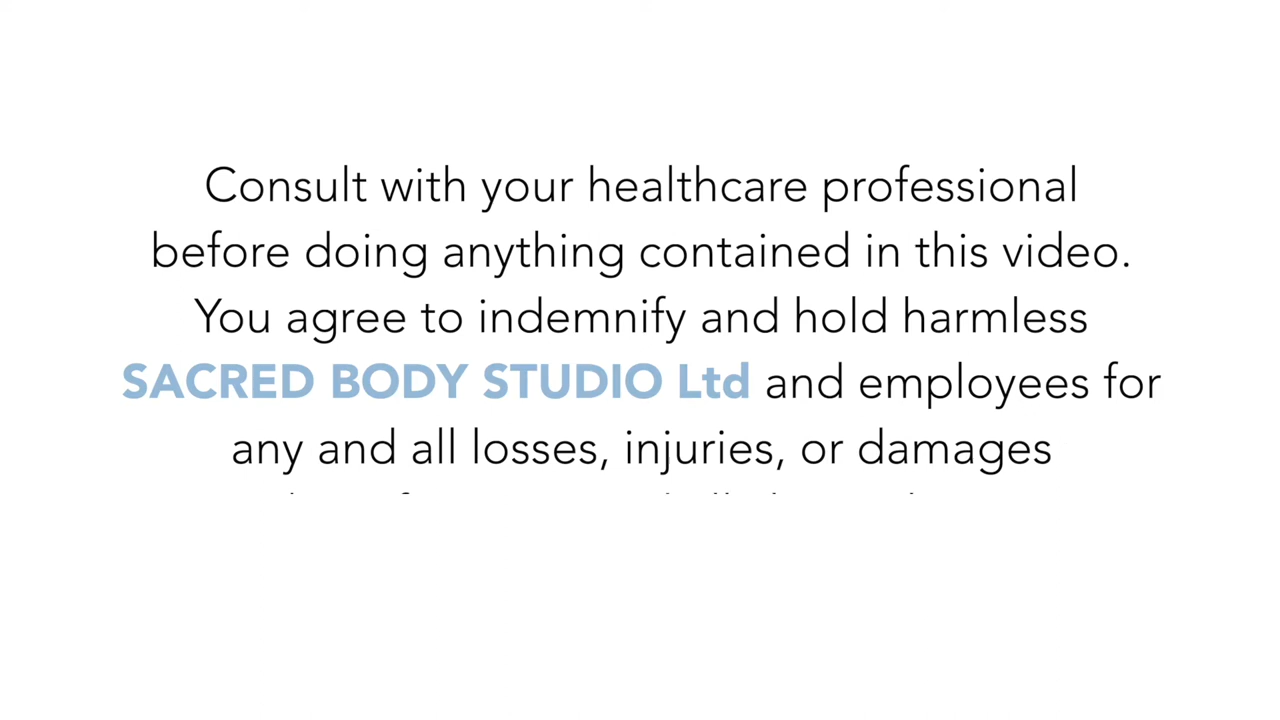 Consult with your healthcare professional
before doing anything contained in this video.
You agree to indemnify and hold harmless
SACRED BODY STUDIO Ltd and employees for
any and all losses, injuries, or damages